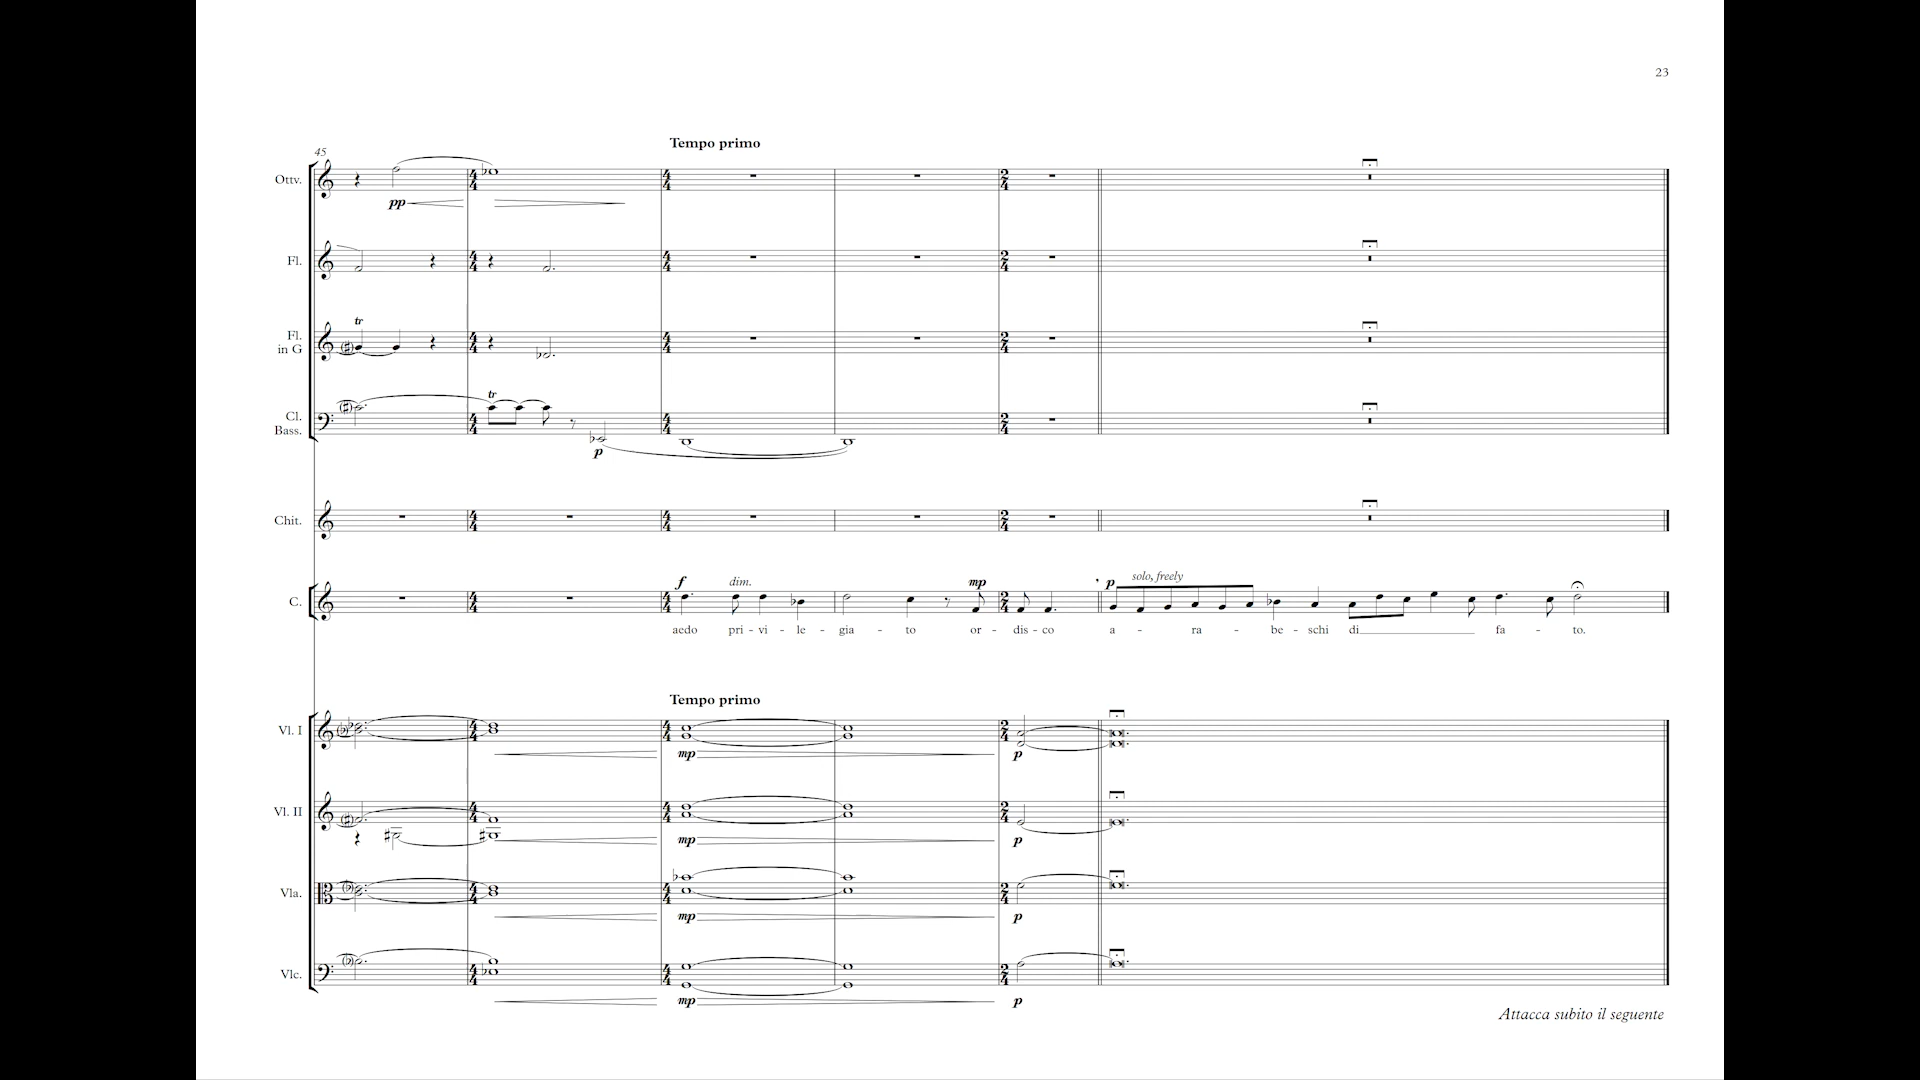 23
Tempo primo
45
Ottv.
pp
Fl.
tr
Fl.
in G
tr
Cl.
Bass.
p
Chit.
f dim. mp p solo, freely
C.
aedo pri - vi - le - gia - to or - dis - co a - ra - be - schi di fa - to.
Tempo primo
Vl. I
mp p
Vl. II
mp p
Vla.
mp p
Vlc.
mp p
Attacca subito il seguente